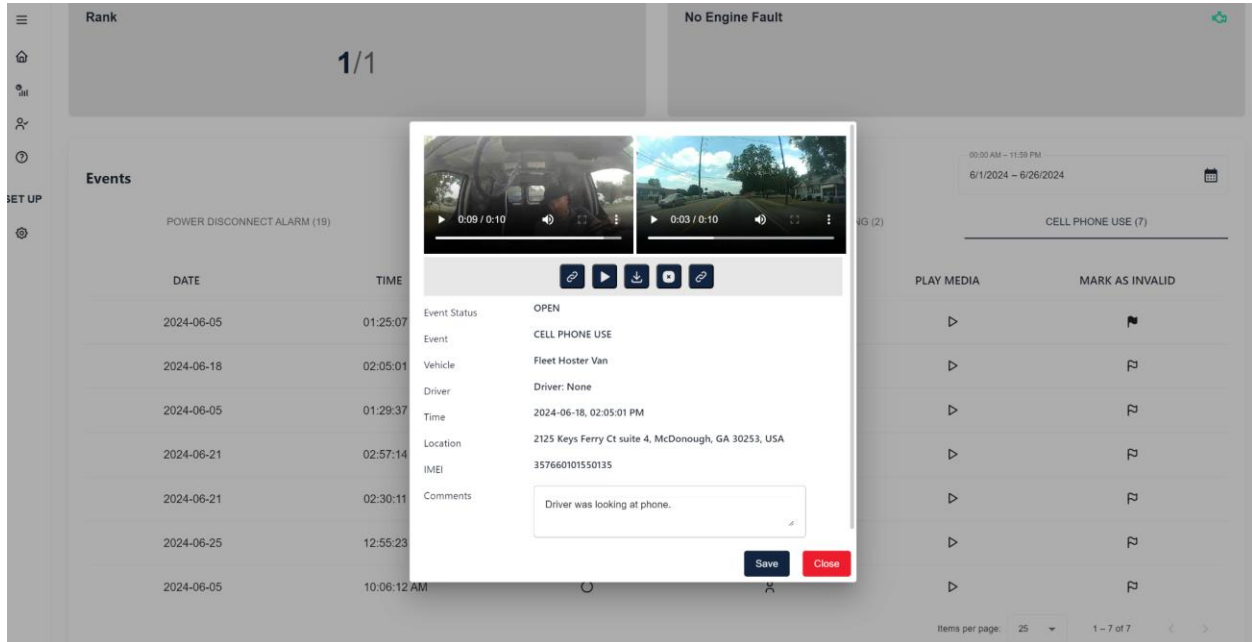 Rank
No Engine Fault
1/1
Events
00:00 AM – 11:59 PM
6/1/2024 – 6/26/2024
SET UP
POWER DISCONNECT ALARM (19)
NG (2)
CELL PHONE USE (7)
0:09 / 0:10
0:03 / 0:10
DATE
TIME
PLAY MEDIA
MARK AS INVALID
2024-06-05
01:25:07
2024-06-18
02:05:01
2024-06-05
01:29:37
2024-06-21
02:57:14
2024-06-21
02:30:11
2024-06-25
12:55:23
2024-06-05
10:06:12 AM
Event Status
OPEN
Event
CELL PHONE USE
Vehicle
Fleet Hoster Van
Driver
Driver: None
Time
2024-06-18, 02:05:01 PM
Location
2125 Keys Ferry Ct suite 4, McDonough, GA 30253, USA
IMEI
357660101550135
Comments
Driver was looking at phone.
Save
Close
Items per page:
25
1 – 7 of 7